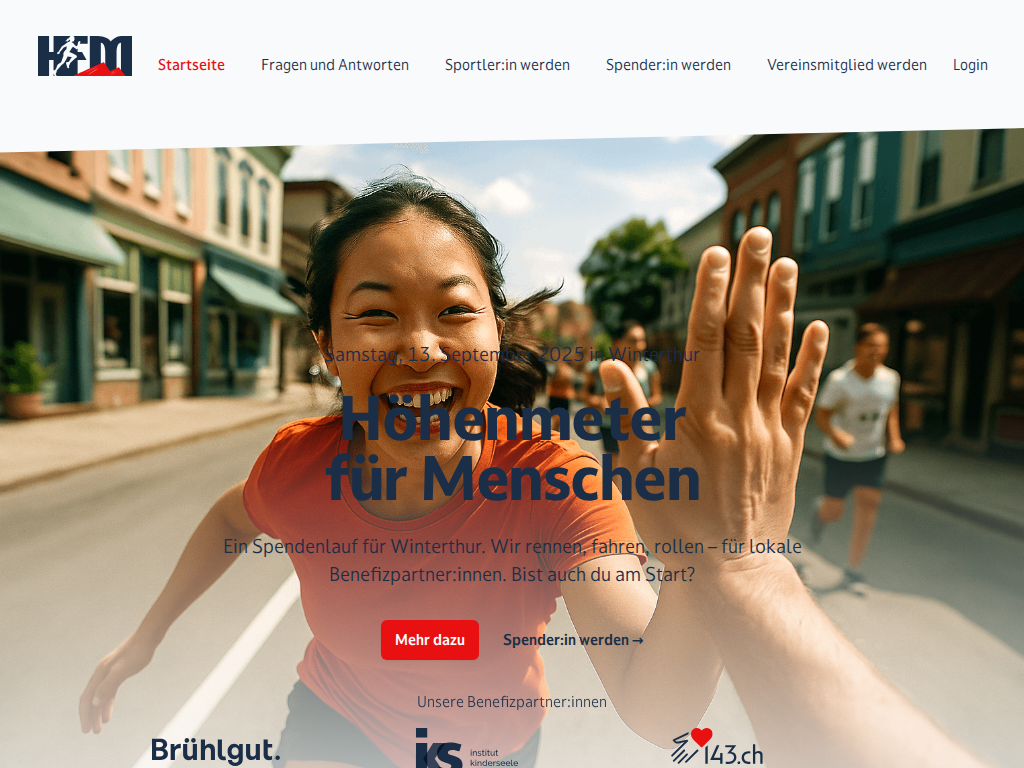 HFM
Startseite
Fragen und Antworten
Sportler:in werden
Spender:in werden
Vereinsmitglied werden
Login
Samstag, 13. September 2025 in Winterthur
Höhenmeter
für Menschen
Ein Spendenlauf für Winterthur. Wir rennen, fahren, rollen – für lokale
Benefizpartner:innen. Bist auch du am Start?
Mehr dazu
Spender:in werden →
Unsere Benefizpartner:innen
Brühlgut.
iks institut
kinderseele
143.ch